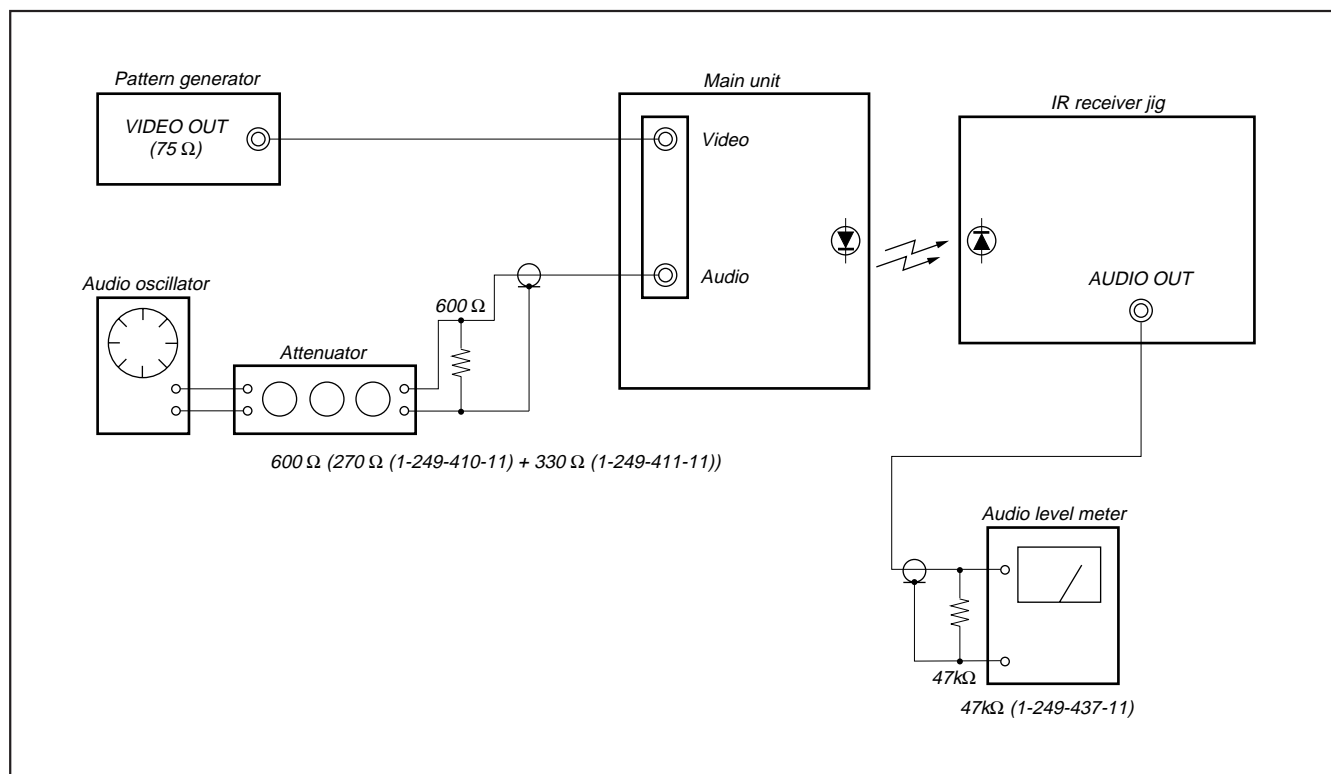 Pattern generator
VIDEO OUT
(75 Ω)
Main unit
Video
Audio
IR receiver jig
AUDIO OUT
Audio oscillator
Attenuator
600 Ω
600 Ω (270 Ω (1-249-410-11) + 330 Ω (1-249-411-11))
Audio level meter
47kΩ
47kΩ (1-249-437-11)